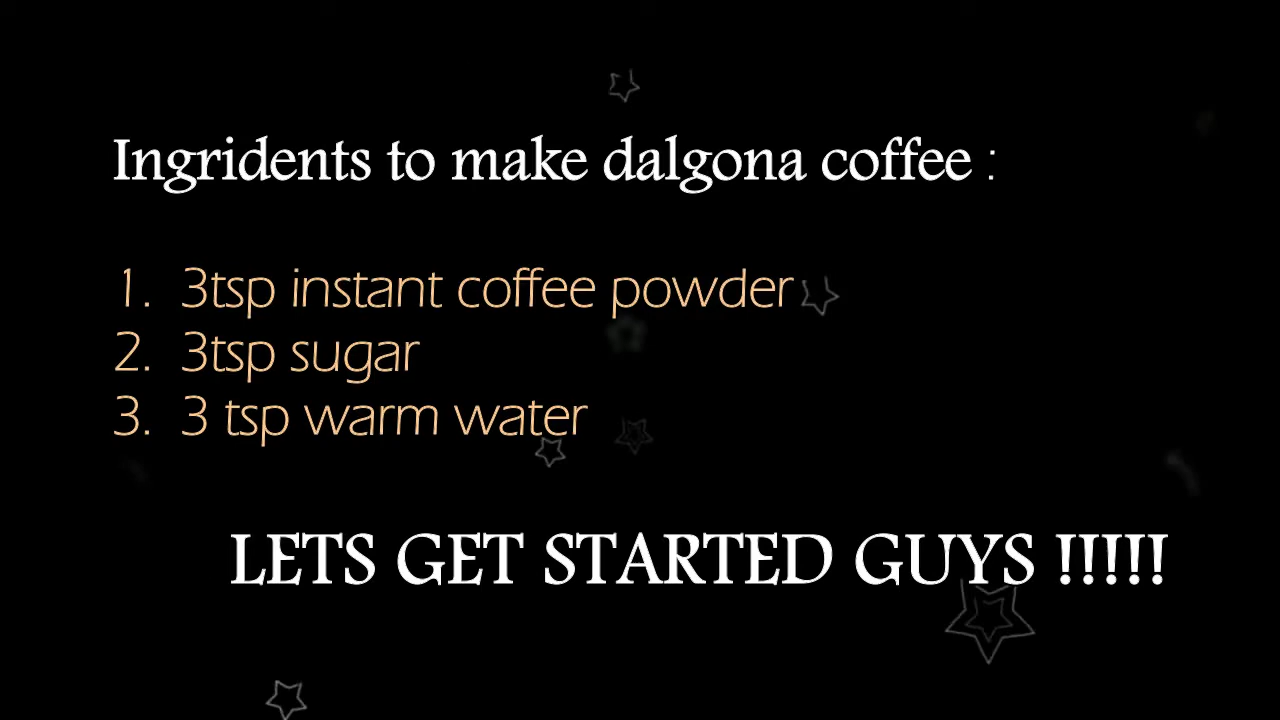 Ingridents to make dalgona coffee :
1. 3tsp instant coffee powder
2. 3tsp sugar
3. 3 tsp warm water
LETS GET STARTED GUYS !!!!!